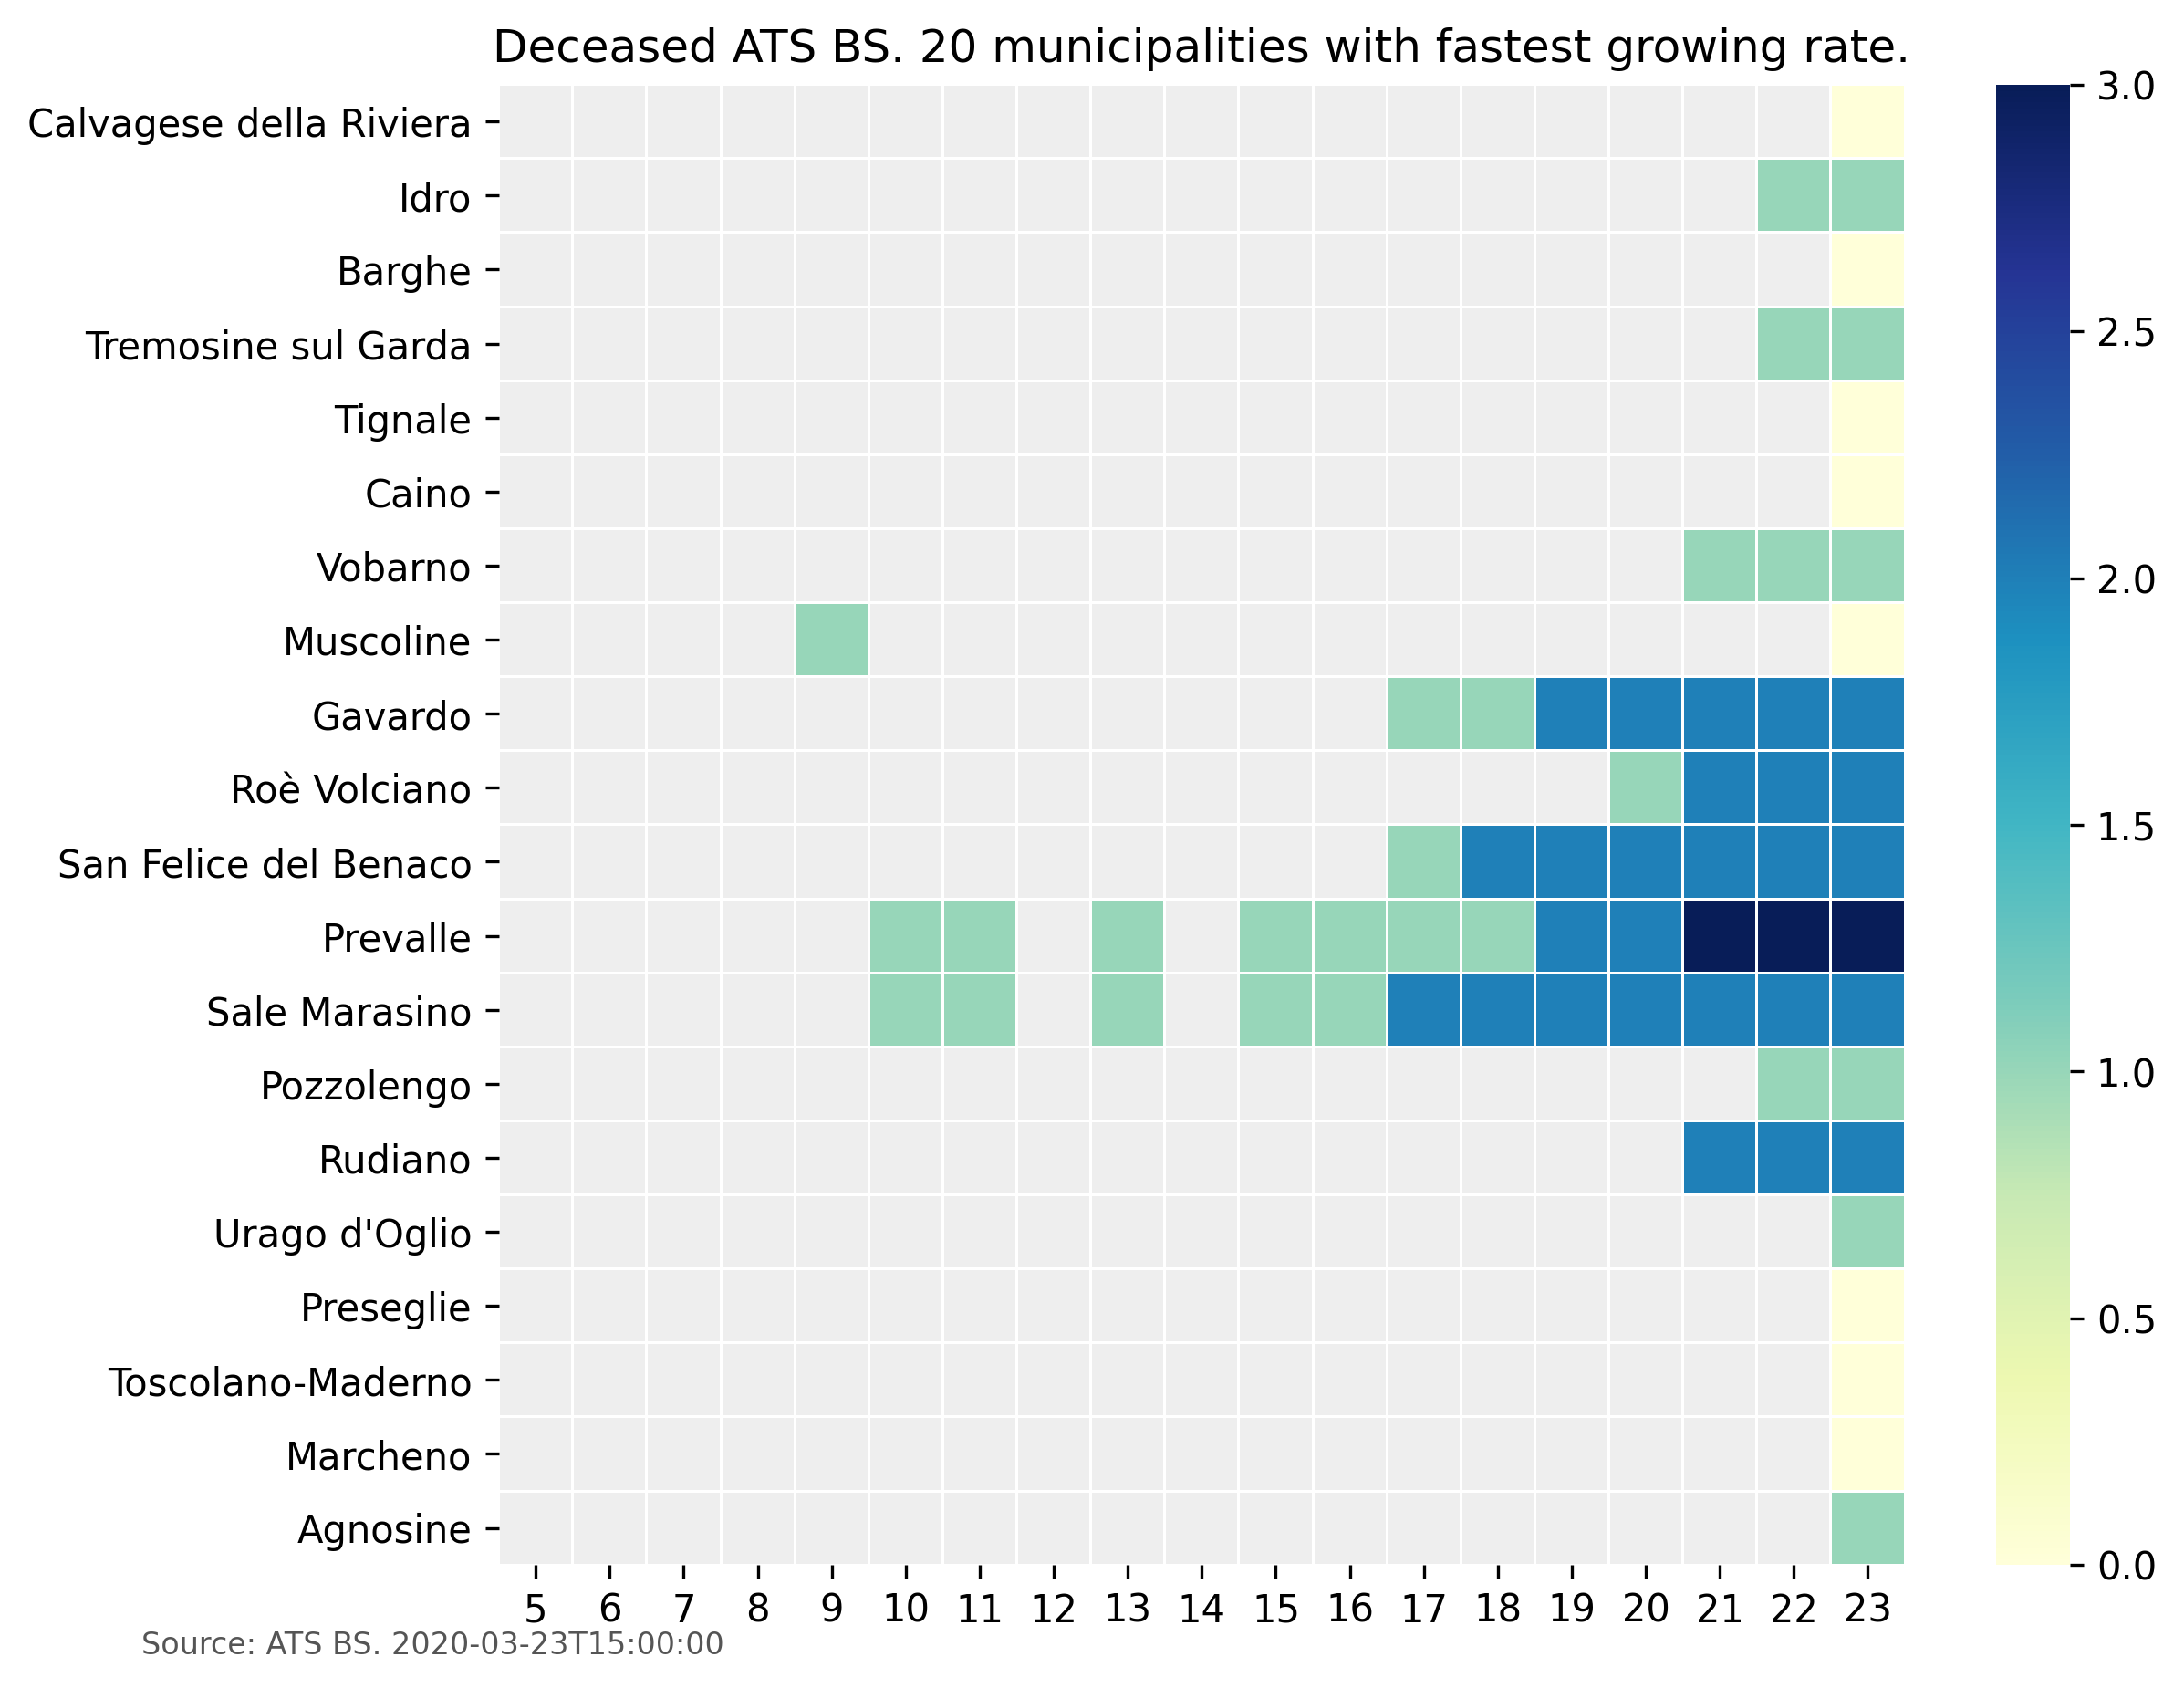 Deceased ATS BS. 20 municipalities with fastest growing rate.
Calvagese della Riviera
Idro
Barghe
Tremosine sul Garda
Tignale
Caino
Vobarno
Muscoline
Gavardo
Roè Volciano
San Felice del Benaco
Prevalle
Sale Marasino
Pozzolengo
Rudiano
Urago d'Oglio
Preseglie
Toscolano-Maderno
Marcheno
Agnosine
5 6 7 8 9 10 11 12 13 14 15 16 17 18 19 20 21 22 23
3.0
2.5
2.0
1.5
1.0
0.5
0.0
Source: ATS BS. 2020-03-23T15:00:00